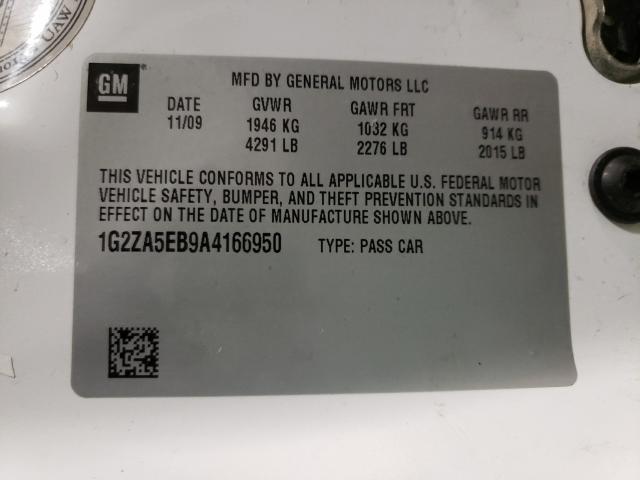 UAW
GM
MFD BY GENERAL MOTORS LLC
DATE GVWR GAWR FRT GAWR RR
11/09 1946 KG 1032 KG 914 KG
4291 LB 2276 LB 2015 LB
THIS VEHICLE CONFORMS TO ALL APPLICABLE U.S. FEDERAL MOTOR
VEHICLE SAFETY, BUMPER, AND THEFT PREVENTION STANDARDS IN
EFFECT ON THE DATE OF MANUFACTURE SHOWN ABOVE.
1G2ZA5EB9A4166950 TYPE: PASS CAR